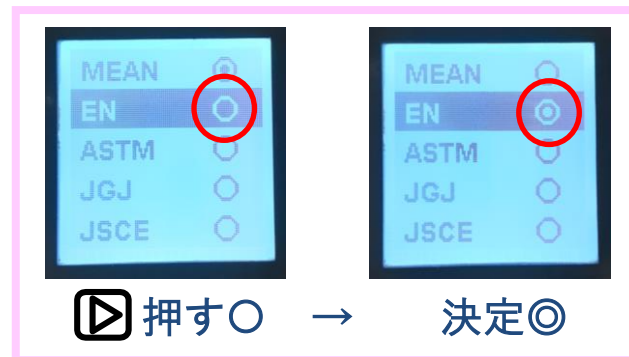 MEAN
EN
ASTM
JGJ
JSCE
MEAN
EN
ASTM
JGJ
JSCE
押す○ → 決定◎